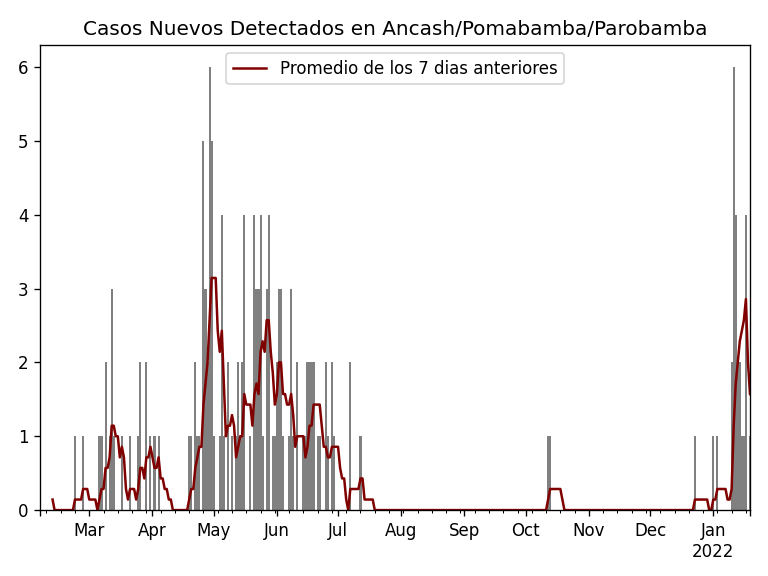 Casos Nuevos Detectados en Ancash/Pomabamba/Parobamba
Promedio de los 7 dias anteriores
6
5
4
3
2
1
0
Mar Apr May Jun Jul Aug Sep Oct Nov Dec Jan
2022